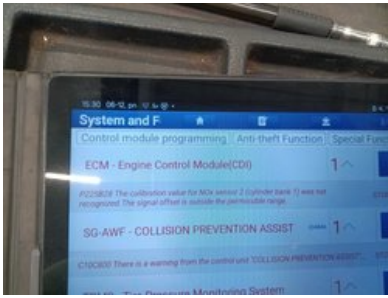 15:30 06-12, pn
System and F
Control module programming Anti-theft Function Special Func
ECM - Engine Control Module(CDI) 1
P225B28 The calibration value for NOx sensor 2 (cylinder bank 1) was not
recognized. The signal offset is outside the permissible range.
SG-AWF - COLLISION PREVENTION ASSIST 1
C10C800 There is a warning from the control unit 'COLLISION PREVENTION ASSIST'.
Tire Pressure Monitoring System 1